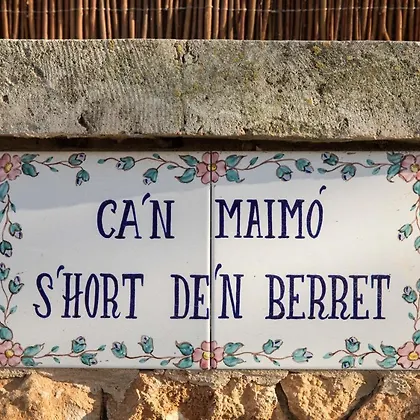 CA'N MAIMÓ
S'HORT DE'N BERRET